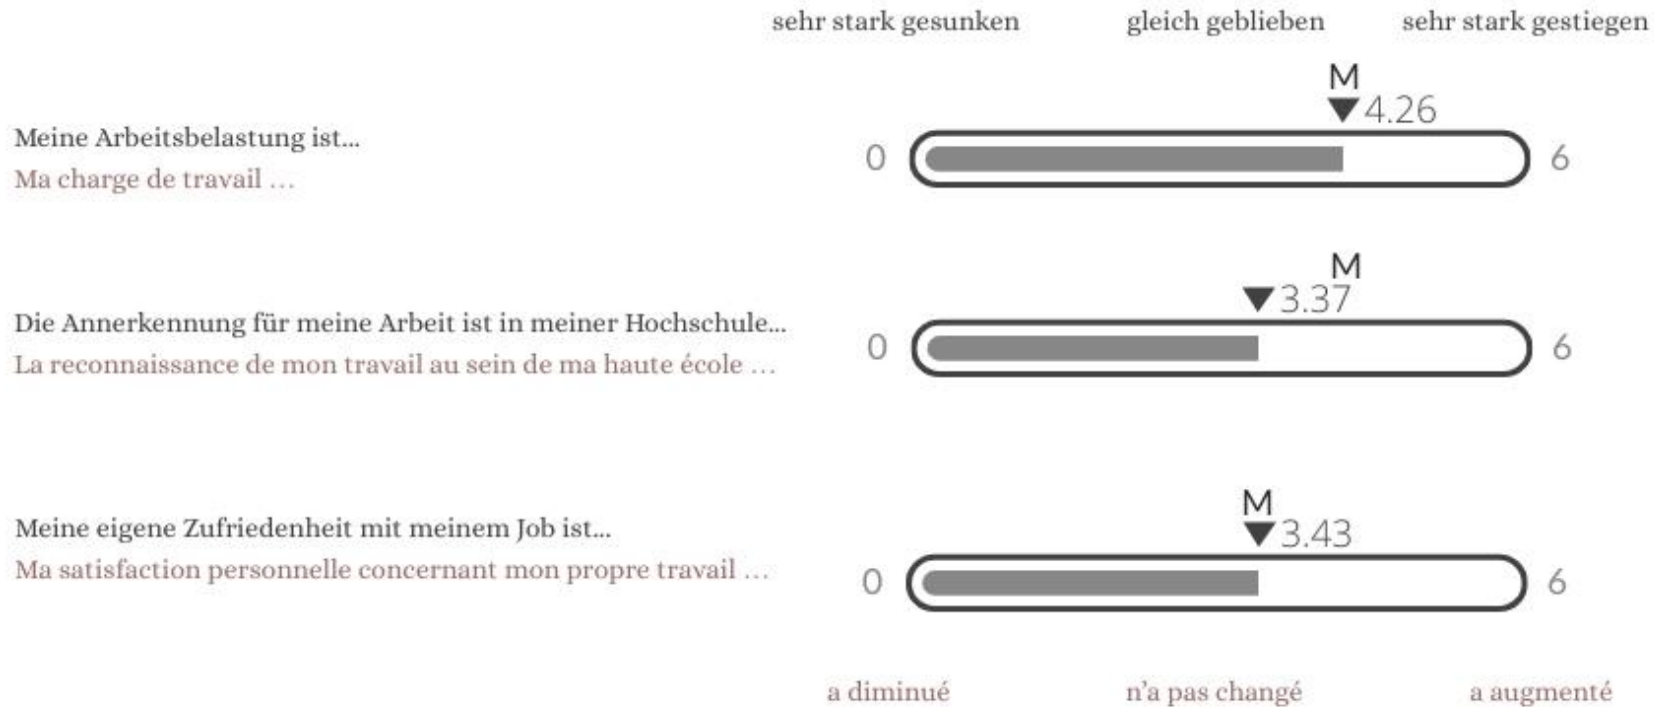 sehr stark gesunken gleich geblieben sehr stark gestiegen
M
4.26
Meine Arbeitsbelastung ist...
Ma charge de travail ...
0 6
M
3.37
Die Annerkennung für meine Arbeit ist in meiner Hochschule...
La reconnaissance de mon travail au sein de ma haute école ...
0 6
M
3.43
Meine eigene Zufriedenheit mit meinem Job ist...
Ma satisfaction personnelle concernant mon propre travail ...
0 6
a diminué n'a pas changé a augmenté